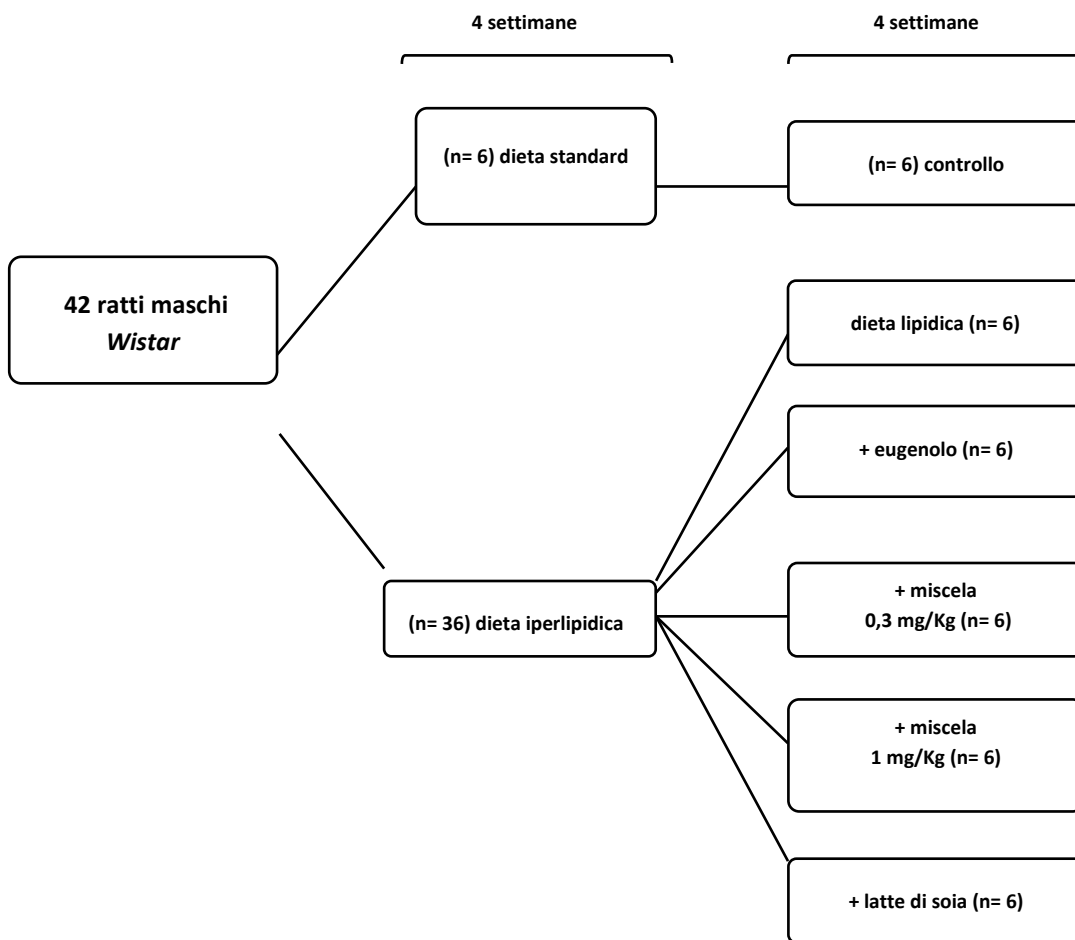 4 settimane
4 settimane
(n= 6) dieta standard
(n= 6) controllo
42 ratti maschi
Wistar
dieta lipidica (n= 6)
+ eugenolo (n= 6)
+ miscela
0,3 mg/Kg (n= 6)
(n= 36) dieta iperlipidica
+ miscela
1 mg/Kg (n= 6)
+ latte di soia (n= 6)